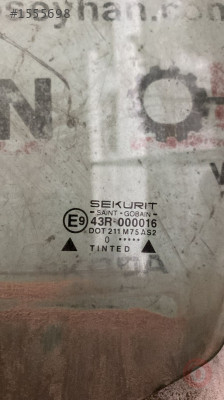 #1555698
SEKURIT
SAINT - GOBAIN
E9 43R-000016
DOT 211 M75 AS2
0 •••••
TINTED